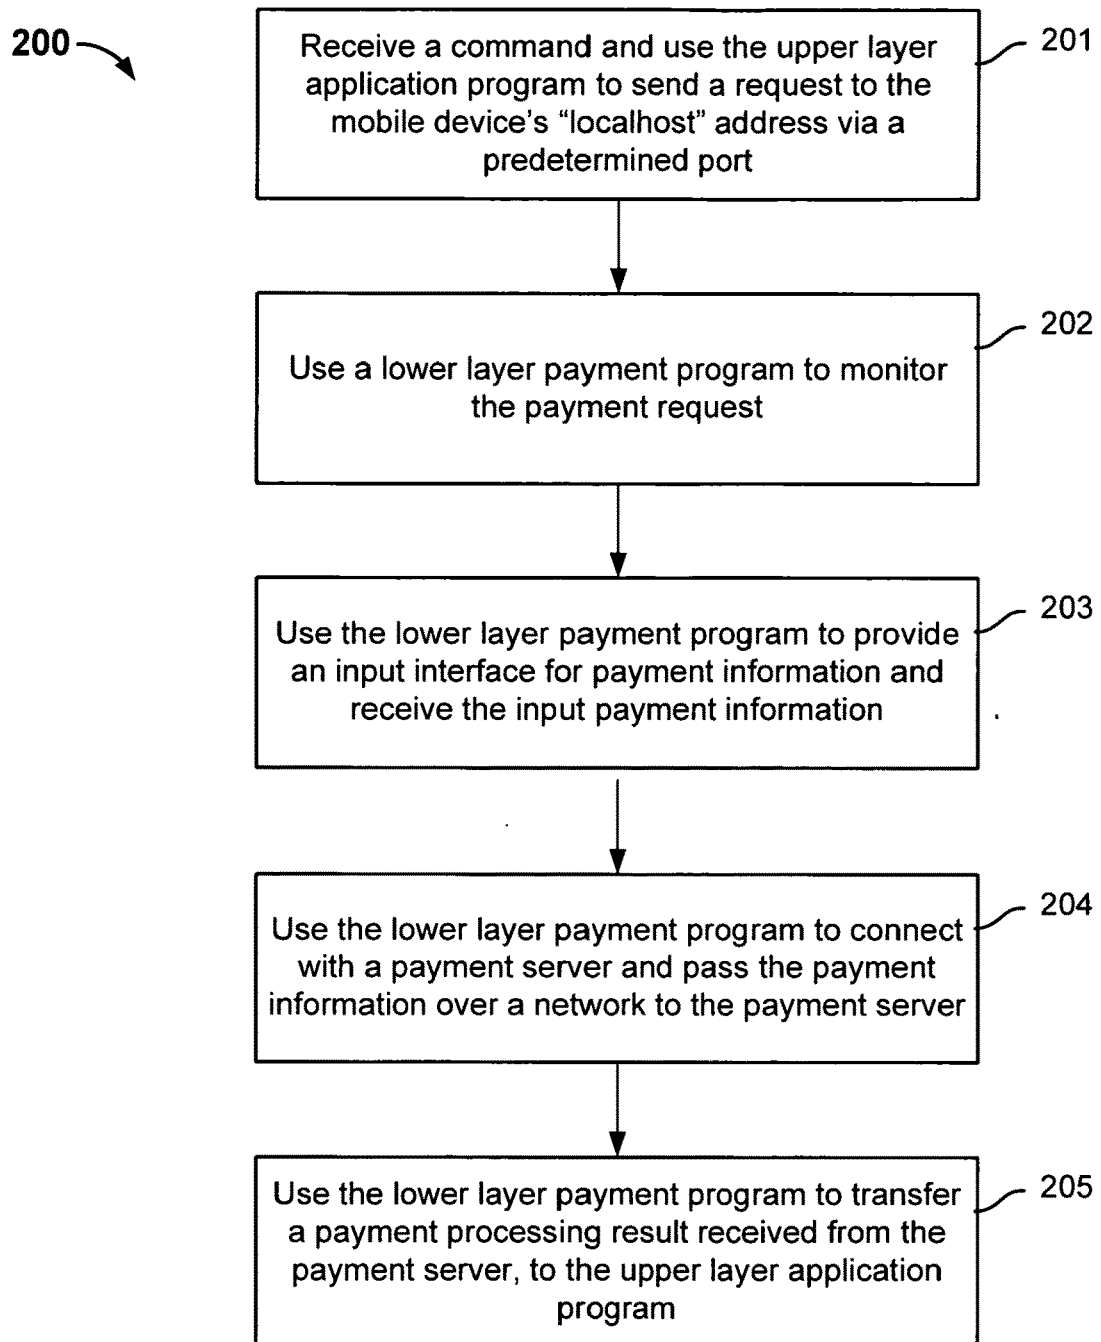 200
Receive a command and use the upper layer
application program to send a request to the
mobile device's “localhost” address via a
predetermined port
201
Use a lower layer payment program to monitor
the payment request
202
Use the lower layer payment program to provide
an input interface for payment information and
receive the input payment information
203
Use the lower layer payment program to connect
with a payment server and pass the payment
information over a network to the payment server
204
Use the lower layer payment program to transfer
a payment processing result received from the
payment server, to the upper layer application
program
205